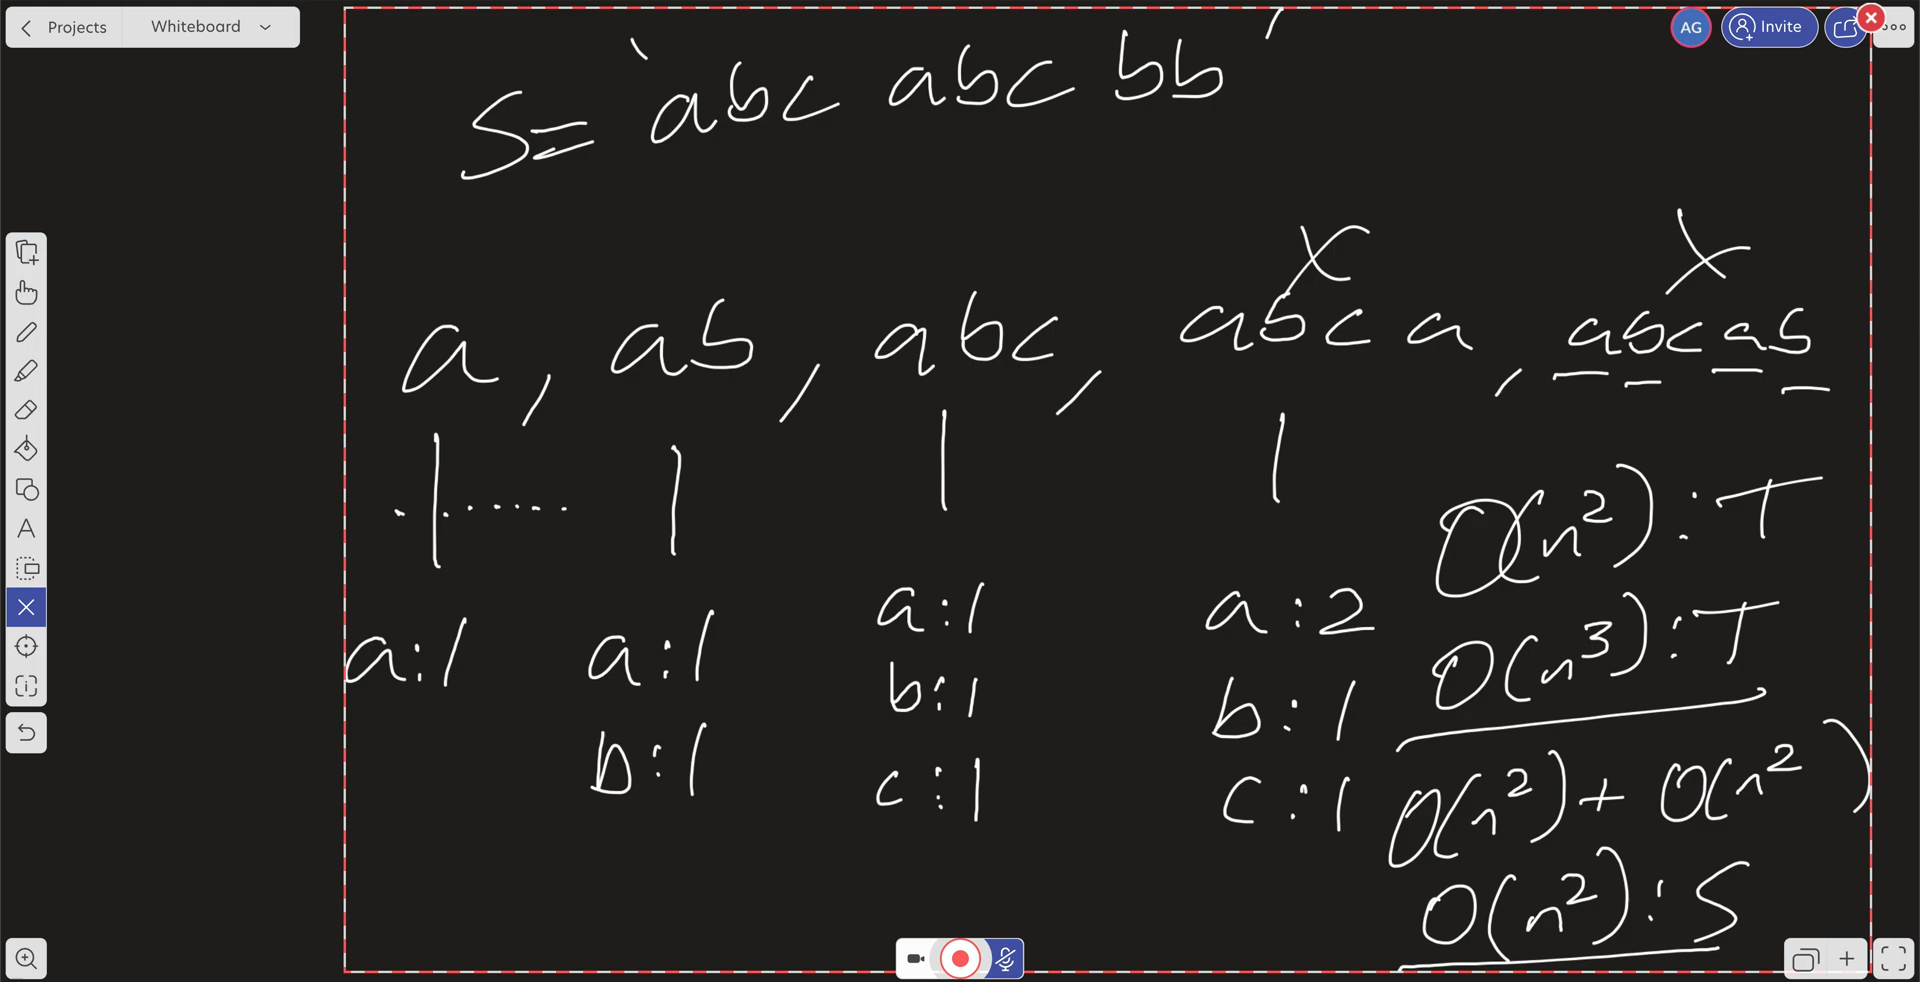 Projects
Whiteboard
AG
Invite
S= 'abc abc bb'
a, ab, abc, abc a, abcab
O(n²) : T
a:1
a:1
b:1
a:1
b:1
c:1
a:2
b:1
c:1
O(n³) : T
O(n²) + O(n²)
O(n²) : S